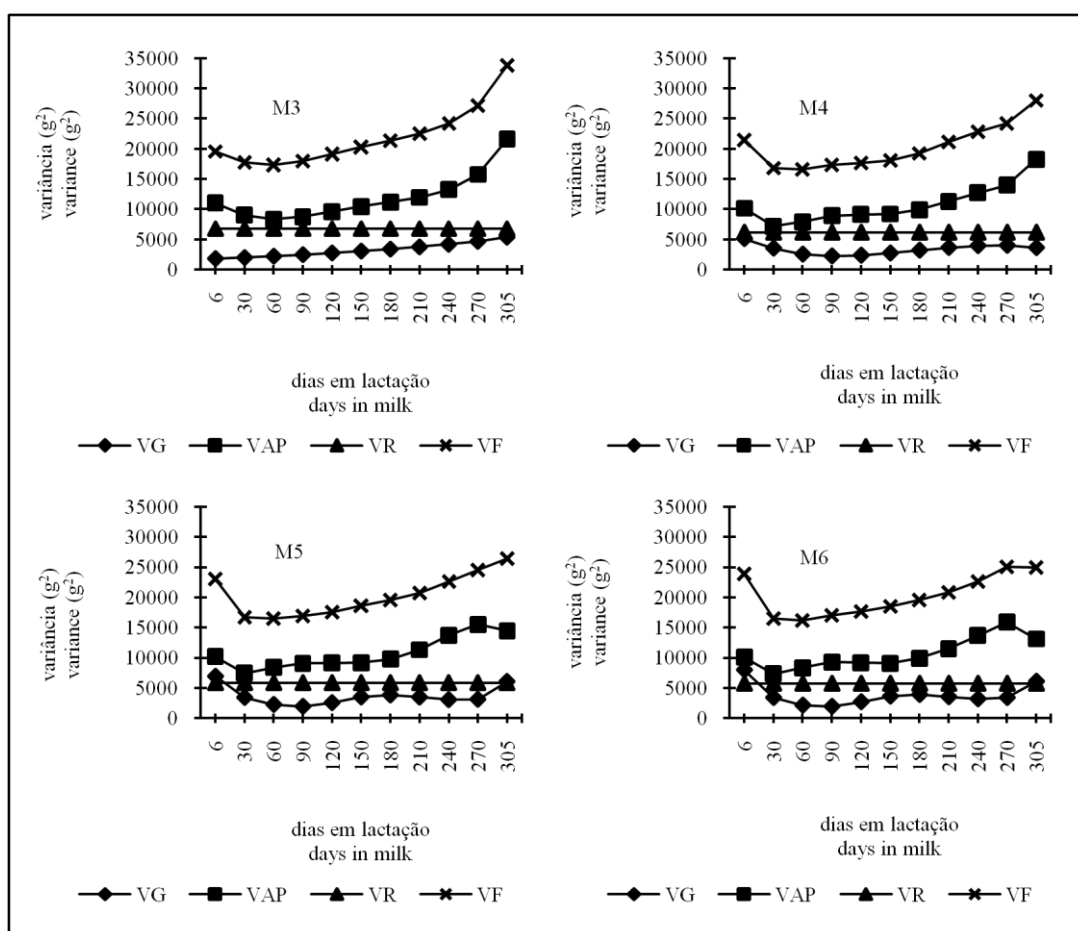 35000
30000
25000
20000
15000
10000
5000
0
M3
variância (g²)
variance (g²)
6 30 60 90 120 150 180 210 240 270 305
dias em lactação
days in milk
VG VAP VR VF
35000
30000
25000
20000
15000
10000
5000
0
M4
variância (g²)
variance (g²)
6 30 60 90 120 150 180 210 240 270 305
dias em lactação
days in milk
VG VAP VR VF
35000
30000
25000
20000
15000
10000
5000
0
M5
variância (g²)
variance (g²)
6 30 60 90 120 150 180 210 240 270 305
dias em lactação
days in milk
VG VAP VR VF
35000
30000
25000
20000
15000
10000
5000
0
M6
variância (g²)
variance (g²)
6 30 60 90 120 150 180 210 240 270 305
dias em lactação
days in milk
VG VAP VR VF